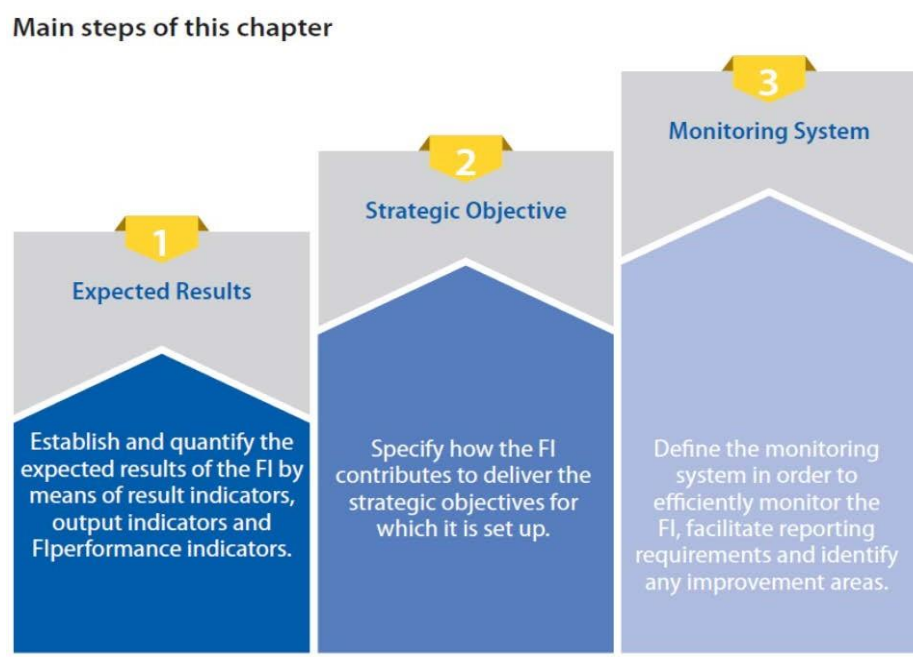 Main steps of this chapter
1
Expected Results
Establish and quantify the
expected results of the FI by
means of result indicators,
output indicators and
FIperformance indicators.
2
Strategic Objective
Specify how the FI
contributes to deliver the
strategic objectives for
which it is set up.
3
Monitoring System
Define the monitoring
system in order to
efficiently monitor the
FI, facilitate reporting
requirements and identify
any improvement areas.